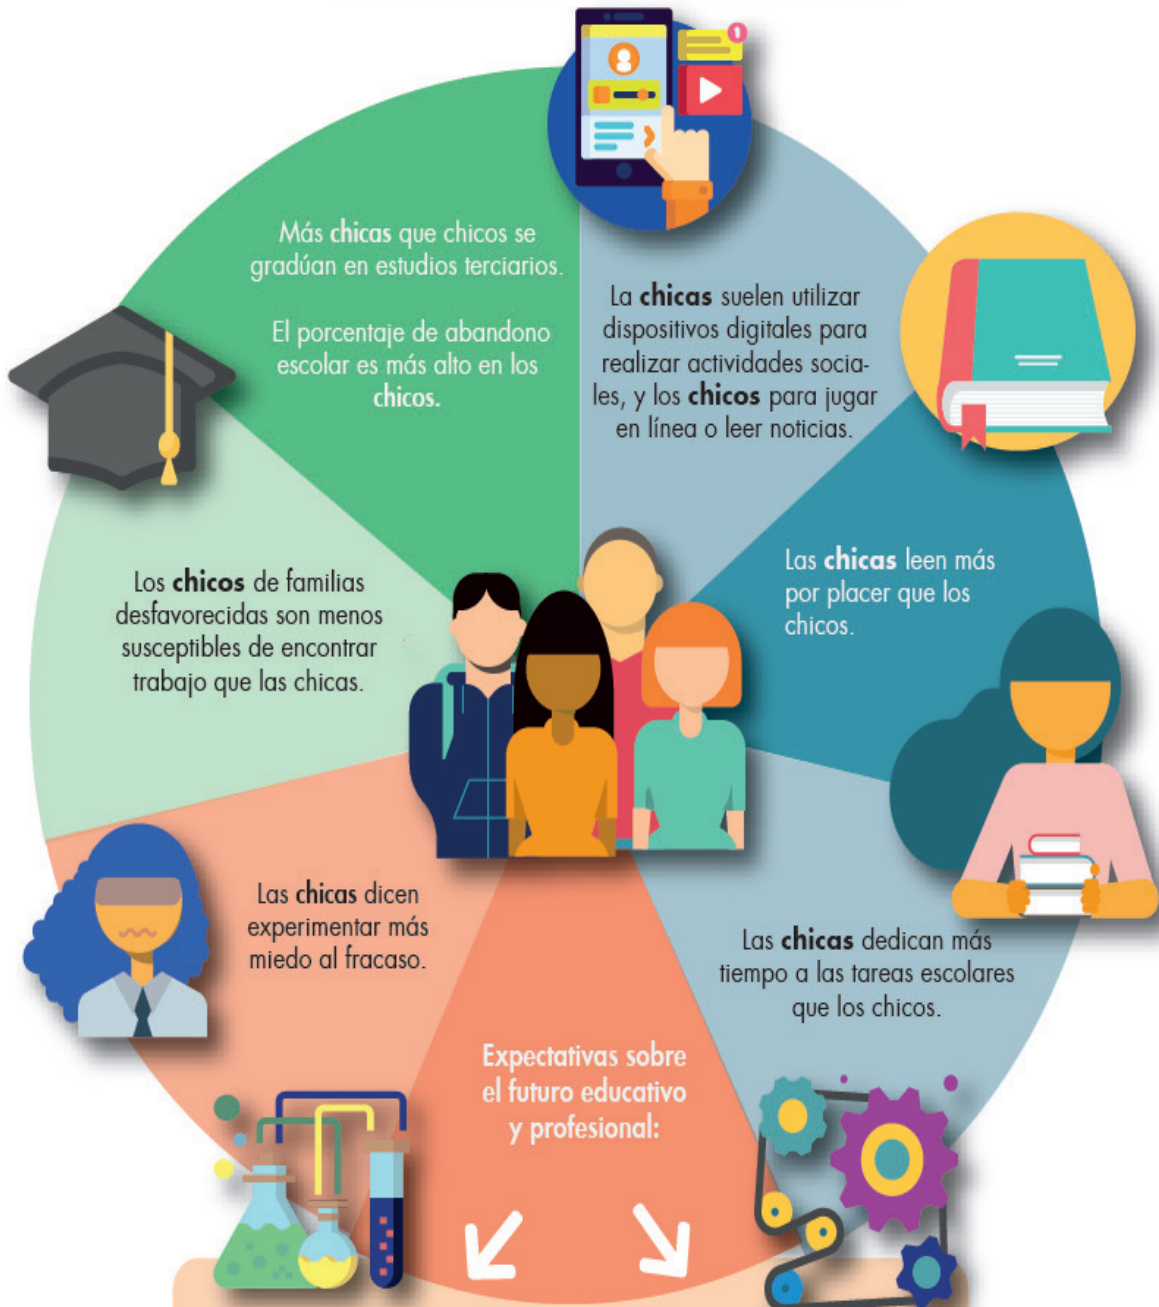 Más chicas que chicos se
gradúan en estudios terciarios.
El porcentaje de abandono
escolar es más alto en los
chicos.
La chicas suelen utilizar
dispositivos digitales para
realizar actividades socia-
les, y los chicos para jugar
en línea o leer noticias.
Las chicas leen más
por placer que los
chicos.
Los chicos de familias
desfavorecidas son menos
susceptibles de encontrar
trabajo que las chicas.
Las chicas dicen
experimentar más
miedo al fracaso.
Las chicas dedican más
tiempo a las tareas escolares
que los chicos.
Expectativas sobre
el futuro educativo
y profesional:
1